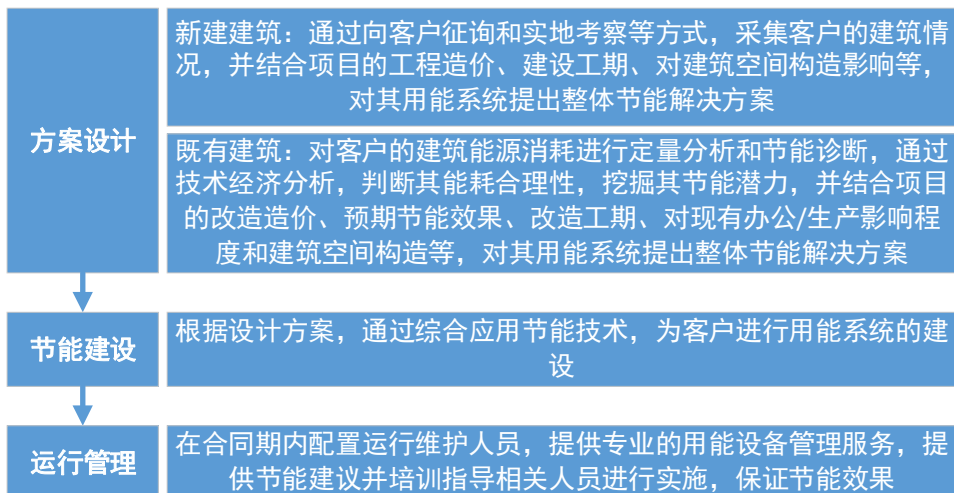 方案设计
新建建筑：通过向客户征询和实地考察等方式，采集客户的建筑情
况，并结合项目的工程造价、建设工期、对建筑空间构造影响等，
对其用能系统提出整体节能解决方案
既有建筑：对客户的建筑能源消耗进行定量分析和节能诊断，通过
技术经济分析，判断其能耗合理性，挖掘其节能潜力，并结合项目
的改造造价、预期节能效果、改造工期、对现有办公/生产影响程
度和建筑空间构造等，对其用能系统提出整体节能解决方案
节能建设
根据设计方案，通过综合应用节能技术，为客户进行用能系统的建
设
运行管理
在合同期内配置运行维护人员，提供专业的用能设备管理服务，提
供节能建议并培训指导相关人员进行实施，保证节能效果